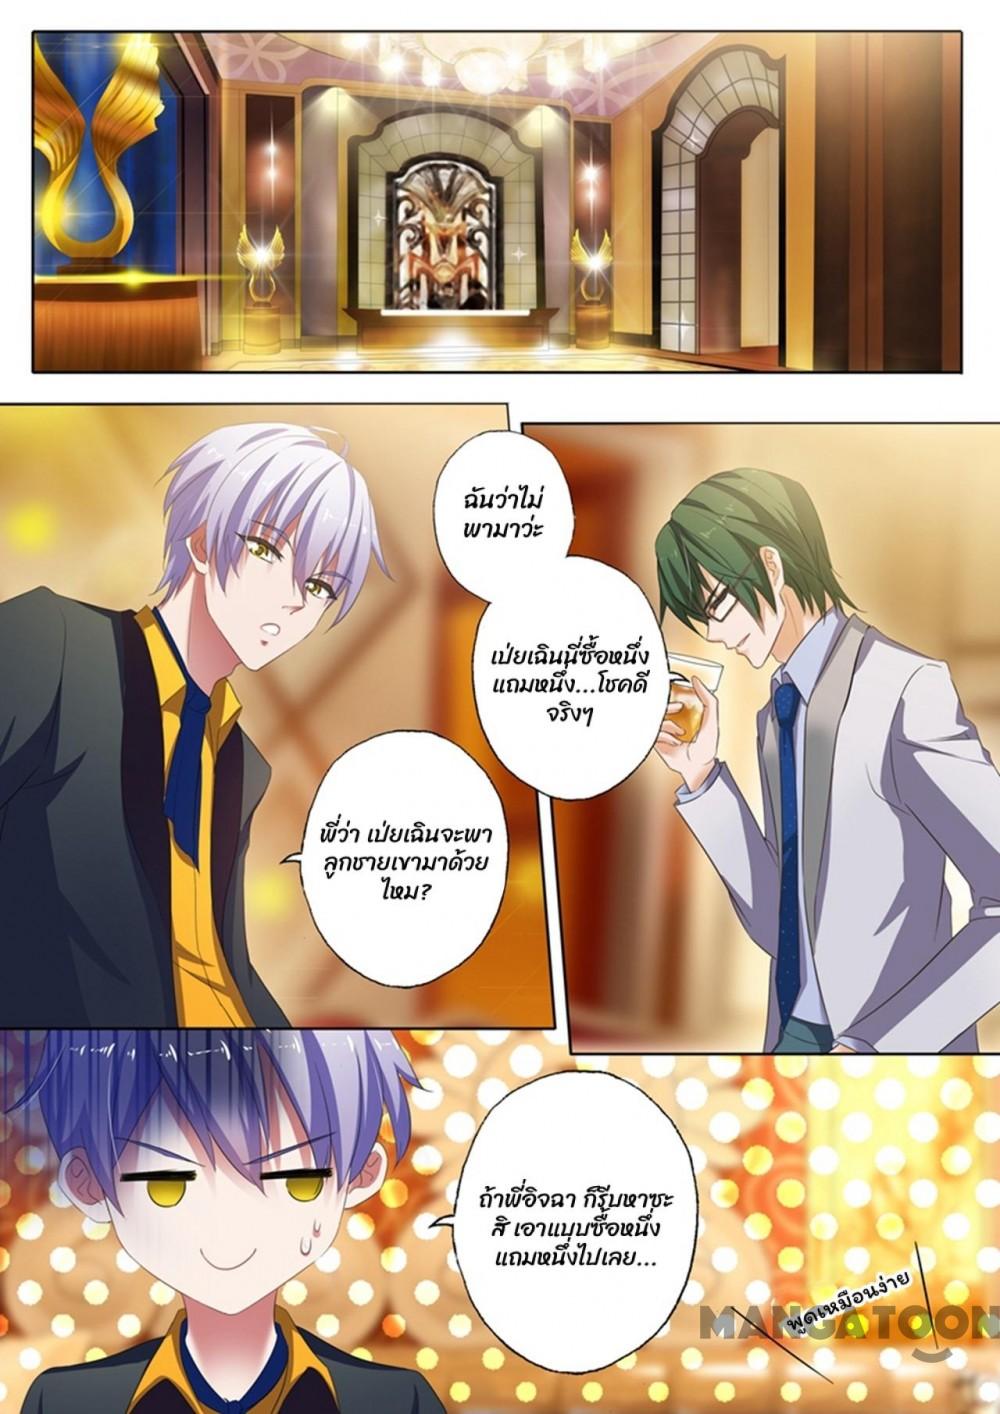 พี่ว่า เป่ยเฉินจะพา
ลูกชายเขามาด้วย
ไหม?
ฉันว่าไม่
พามาว่ะ
เป่ยเฉินนี่ซื้อหนึ่ง
แถมหนึ่ง...โชคดี
จริงๆ
ถ้าพี่อิจฉา ก็รีบหาซะ
สิ เอาแบบซื้อหนึ่ง
แถมหนึ่งไปเลย...
พูดเหมือนง่าย
MANGATOON